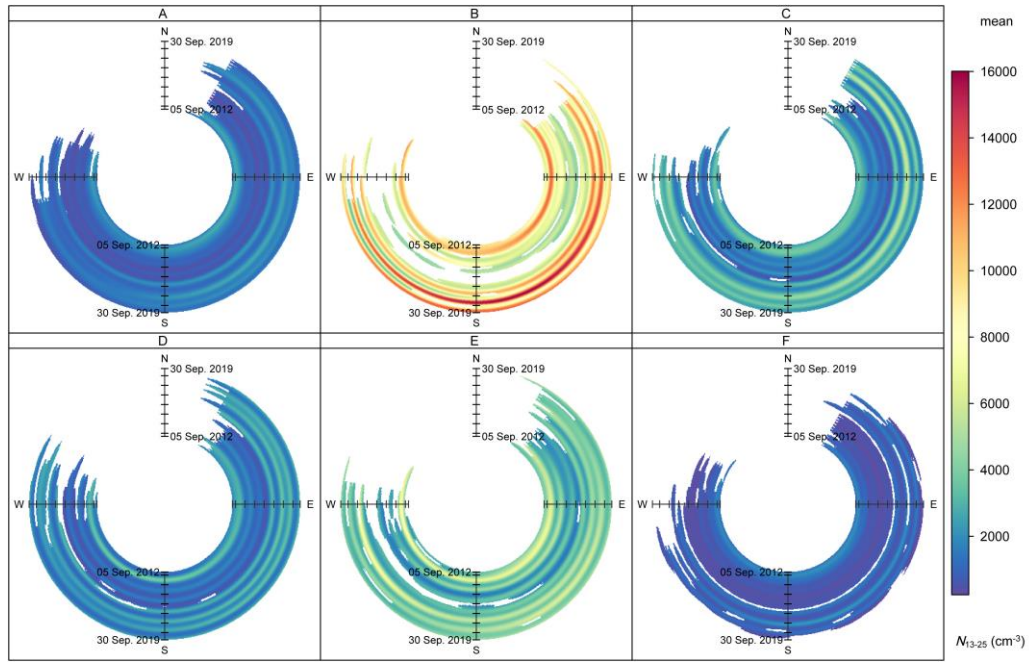 A
B
C
mean
N
30 Sep. 2019
05 Sep. 2012
W
E
05 Sep. 2012
30 Sep. 2019
S
N
30 Sep. 2019
05 Sep. 2012
W
E
05 Sep. 2012
30 Sep. 2019
S
N
30 Sep. 2019
05 Sep. 2012
W
E
05 Sep. 2012
30 Sep. 2019
S
D
E
F
N
30 Sep. 2019
05 Sep. 2012
W
E
05 Sep. 2012
30 Sep. 2019
S
N
30 Sep. 2019
05 Sep. 2012
W
E
05 Sep. 2012
30 Sep. 2019
S
N
30 Sep. 2019
05 Sep. 2012
W
E
05 Sep. 2012
30 Sep. 2019
S
16000
14000
12000
10000
8000
6000
4000
2000
N13-25 (cm⁻³)